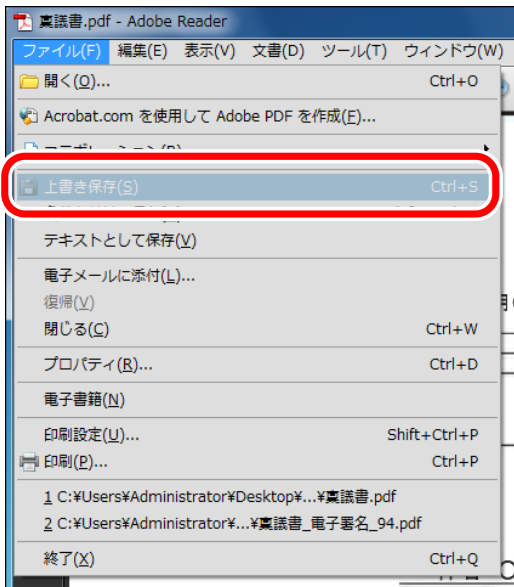 稟議書.pdf - Adobe Reader
ファイル(F) 編集(E) 表示(V) 文書(D) ツール(T) ウィンドウ(W)
開く(O)... Ctrl+O
Acrobat.com を使用して Adobe PDF を作成(E)...
上書き保存(S) Ctrl+S
テキストとして保存(V)
電子メールに添付(L)...
復帰(V)
閉じる(C) Ctrl+W
プロパティ(R)... Ctrl+D
電子書籍(N)
印刷設定(U)... Shift+Ctrl+P
印刷(P)... Ctrl+P
1 C:¥Users¥Administrator¥Desktop¥...¥稟議書.pdf
2 C:¥Users¥Administrator¥...¥稟議書_電子署名_94.pdf
終了(X) Ctrl+Q